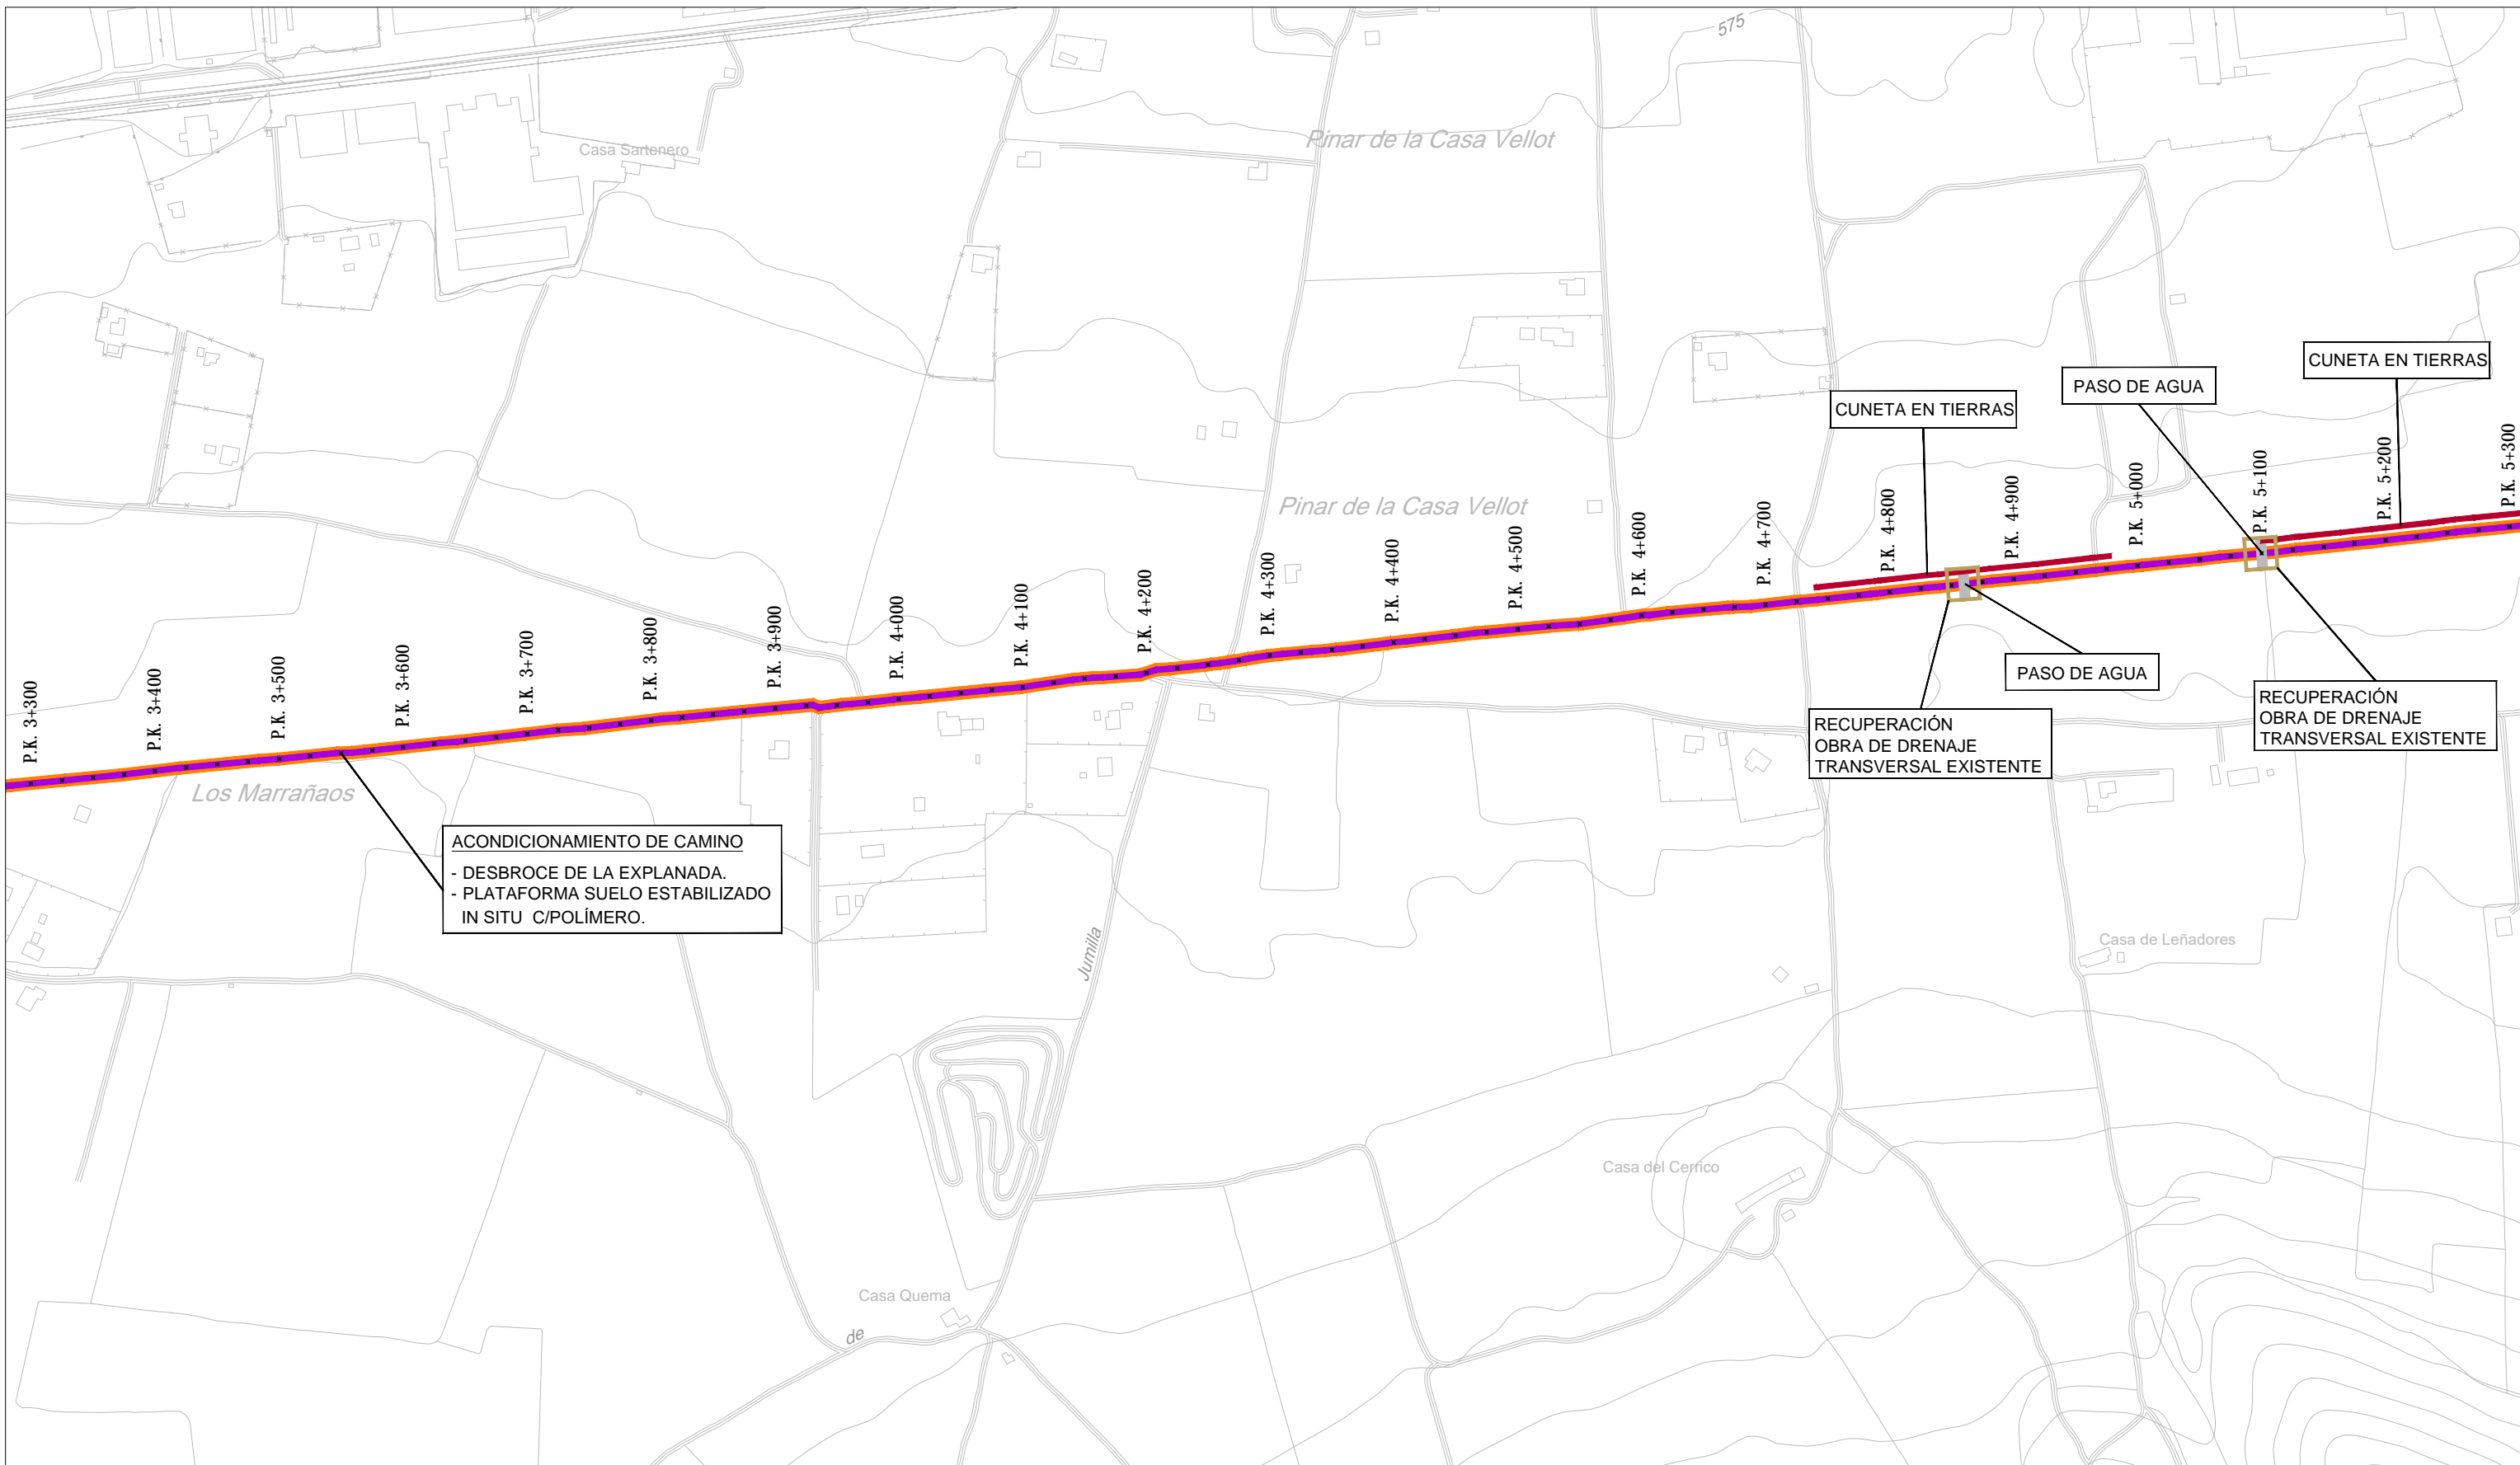 575
Pinar de la Casa Vellot
Casa Sartenero
CUNETA EN TIERRAS
PASO DE AGUA
CUNETA EN TIERRAS
Pinar de la Casa Vellot
P.K. 3+300
P.K. 3+400
P.K. 3+500
P.K. 3+600
P.K. 3+700
P.K. 3+800
P.K. 3+900
P.K. 4+000
P.K. 4+100
P.K. 4+200
P.K. 4+300
P.K. 4+400
P.K. 4+500
P.K. 4+600
P.K. 4+700
P.K. 4+800
P.K. 4+900
P.K. 5+000
P.K. 5+100
P.K. 5+200
P.K. 5+300
PASO DE AGUA
RECUPERACIÓN
OBRA DE DRENAJE
TRANSVERSAL EXISTENTE
RECUPERACIÓN
OBRA DE DRENAJE
TRANSVERSAL EXISTENTE
Los Marrañaos
ACONDICIONAMIENTO DE CAMINO
- DESBROCE DE LA EXPLANADA.
- PLATAFORMA SUELO ESTABILIZADO
IN SITU C/POLÍMERO.
Jumilla
Casa de Leñadores
Casa del Cerrico
Casa Quema
de